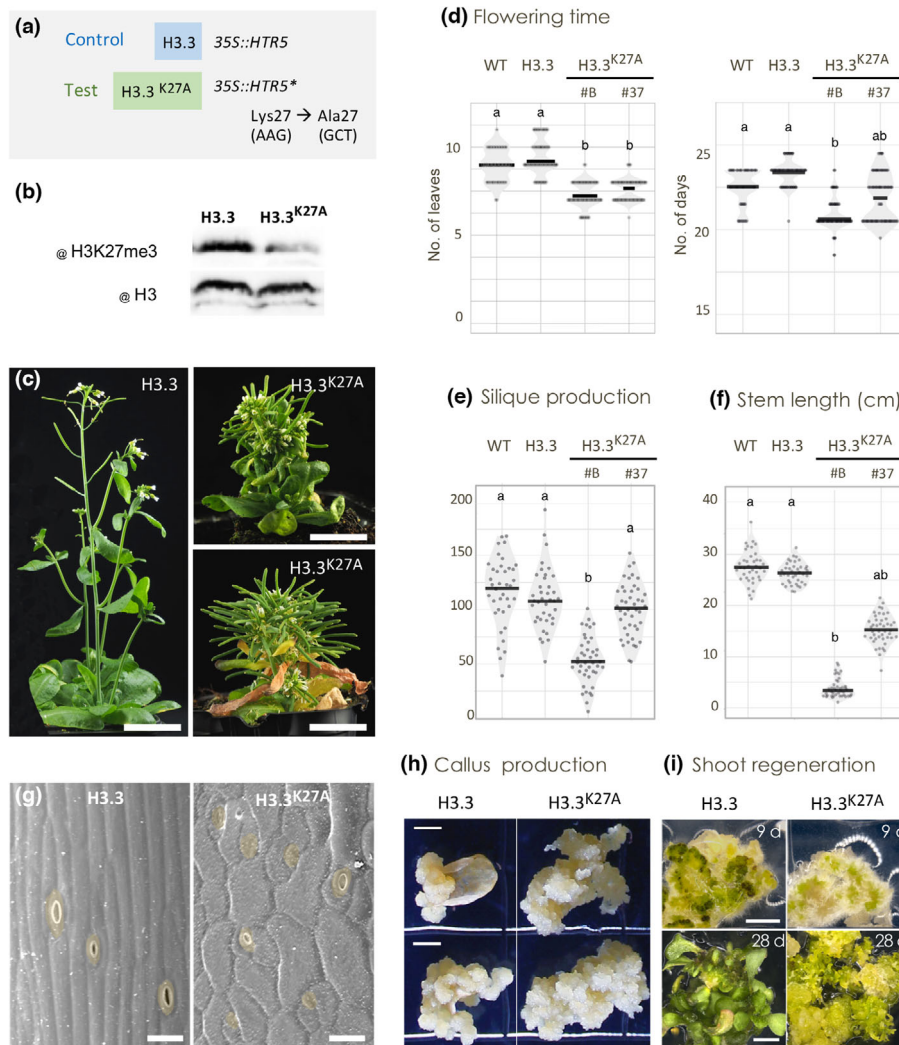 (a)
Control H3.3 35S::HTR5
Test H3.3 K27A 35S::HTR5*
Lys27 → Ala27
(AAG) (GCT)
(b)
H3.3 H3.3K27A
@ H3K27me3
@ H3
(c)
H3.3
H3.3K27A
H3.3K27A
(d) Flowering time
WT H3.3 H3.3K27A
#B #37
a a b b
10
5
0
No. of leaves
WT H3.3 H3.3K27A
#B #37
a a b ab
25
20
15
No. of days
(e) Silique production
WT H3.3 H3.3K27A
#B #37
200
150
100
50
0
a a b a
(f) Stem length (cm)
WT H3.3 H3.3K27A
#B #37
40
30
20
10
0
a a b ab
(g)
H3.3
H3.3K27A
(h) Callus production
H3.3 H3.3K27A
(i) Shoot regeneration
H3.3 H3.3K27A
9 d 9 d
28 d 28 d